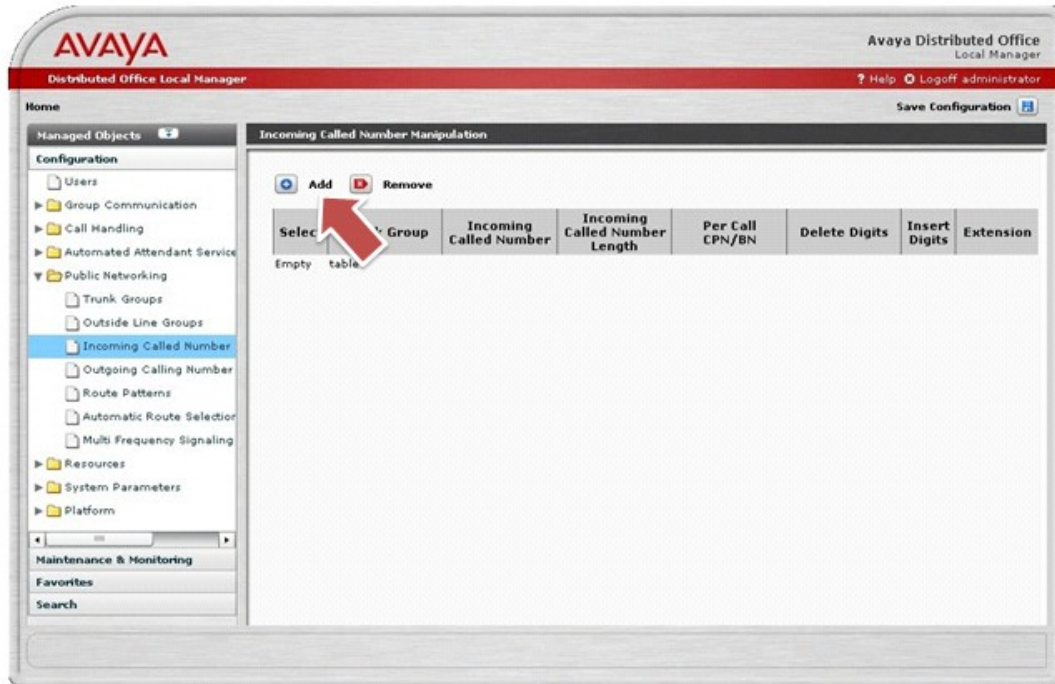 AVAYA
Avaya Distributed Office
Local Manager
Distributed Office Local Manager
? Help Logoff administrator
Home
Save Configuration
Managed Objects
Incoming Called Number Manipulation
Configuration
Users
Group Communication
Call Handling
Automated Attendant Service
Public Networking
Trunk Groups
Outside Line Groups
Incoming Called Number
Outgoing Calling Number
Route Patterns
Automatic Route Selection
Multi Frequency Signaling
Resources
System Parameters
Platform
Maintenance & Monitoring
Favorites
Search
Add Remove
Group
Incoming Called Number
Incoming Called Number Length
Per Call CPN/BN
Delete Digits
Insert Digits
Extension
Empty table